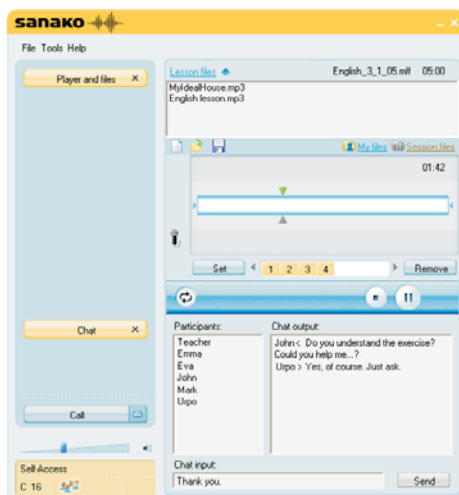 sanako
File Tools Help
Player and files
Lesson files
English_3_1_05.mff 05:00
MyIdealHouse.mp3
English lesson.mp3
My files
Session files
01:42
Set
1 2 3 4
Remove
Chat
Participants:
Teacher
Emma
Eva
John
Mark
Urpo
Chat output:
John < Do you understand the exercise?
Could you help me...?
Urpo > Yes, of course. Just ask.
Call
Self-Access
C 16
Chat input:
Thank you.
Send